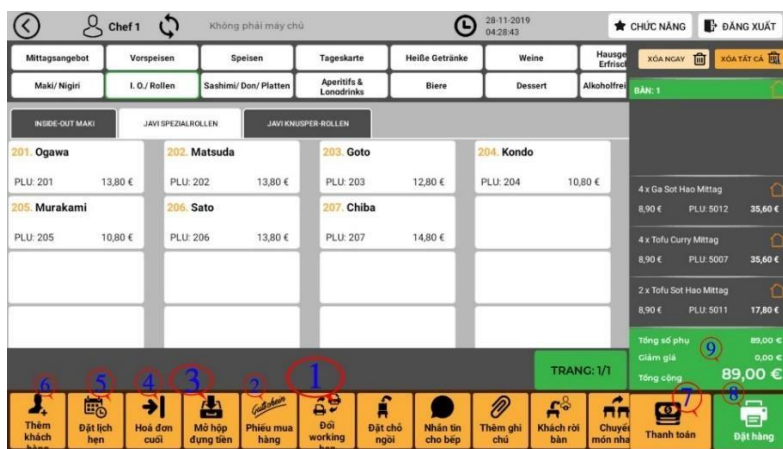 Chef 1
Không phải máy chủ
28-11-2019
04:28:43
CHỨC NĂNG
ĐĂNG XUẤT
Mittagsangebot
Vorspeisen
Speisen
Tageskarte
Heiße Getränke
Weine
Hausge
Erfrisc
XÓA NGAY
XÓA TẤT CẢ
Maki/ Nigiri
I. O./ Rollen
Sashimi/ Don/ Platten
Aperitifs &
Lonodrinks
Biere
Dessert
Alkoholfrei
BÀN: 1
INSIDE-OUT MAKI
JAVI SPEZIALROLLEN
JAVI KNUSPER-ROLLEN
201. Ogawa
PLU: 201 13,80 €
202. Matsuda
PLU: 202 13,80 €
203. Goto
PLU: 203 12,80 €
204. Kondo
PLU: 204 10,80 €
205. Murakami
PLU: 205 10,80 €
206. Sato
PLU: 206 13,80 €
207. Chiba
PLU: 207 14,80 €
4 x Ga Sot Hao Mittag
8,90 € PLU: 5012 35,60 €
4 x Tofu Curry Mittag
8,90 € PLU: 5007 35,60 €
2 x Tofu Sot Hao Mittag
8,90 € PLU: 5011 17,80 €
Tổng số phụ 89,00 €
Giảm giá 0,00 €
Tổng cộng 89,00 €
9
TRANG: 1/1
6
Thêm
khách
hàng
5
Đặt lịch
hẹn
4
Hoá đơn
cuối
3
Mở hộp
đựng tiền
2
Gutschein
Phiếu mua
hàng
1
Đổi
working
Đặt chỗ
ngồi
Nhắn tin
cho bếp
Thêm ghi
chú
Khách rời
bàn
Chuyể
món nha
7
Thanh toán
8
Đặt hàng